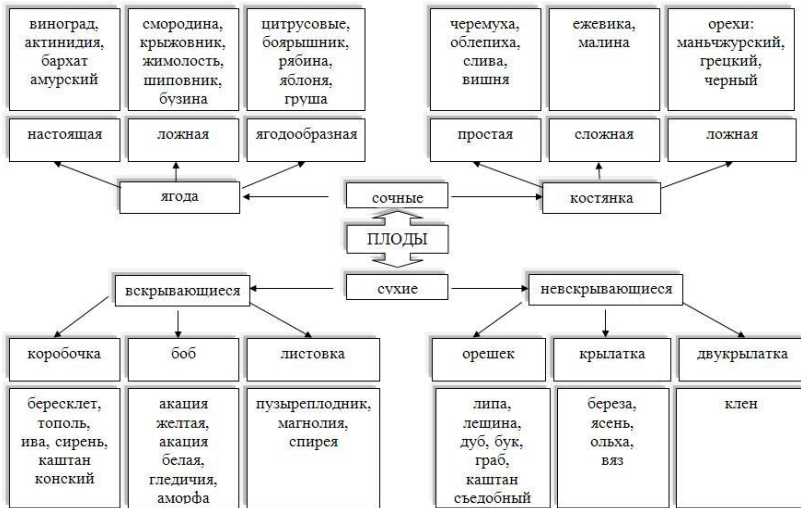 виноград,
актинидия,
бархат
амурский
смородина,
крыжовник,
жимолость,
шиповник,
бузина
цитрусовые,
боярышник,
рябина,
яблоня,
груша
черемуха,
облепиха,
слива,
вишня
ежевика,
малина
орехи:
маньчжурский,
грецкий,
черный
настоящая
ложная
ягодообразная
простая
сложная
ложная
ягода
сочные
костянка
ПЛОДЫ
вскрывающиеся
сухие
невскрывающиеся
коробочка
боб
листовка
орешек
крылатка
двукрылатка
бересклет,
тополь,
ива, сирень,
каштан
конский
акация
желтая,
акация
белая,
гледичия,
аморфа
пузыреплодник,
магнолия,
спирея
липа,
лещина,
дуб, бук,
граб,
каштан
съедобный
береза,
ясень,
ольха,
вяз
клен